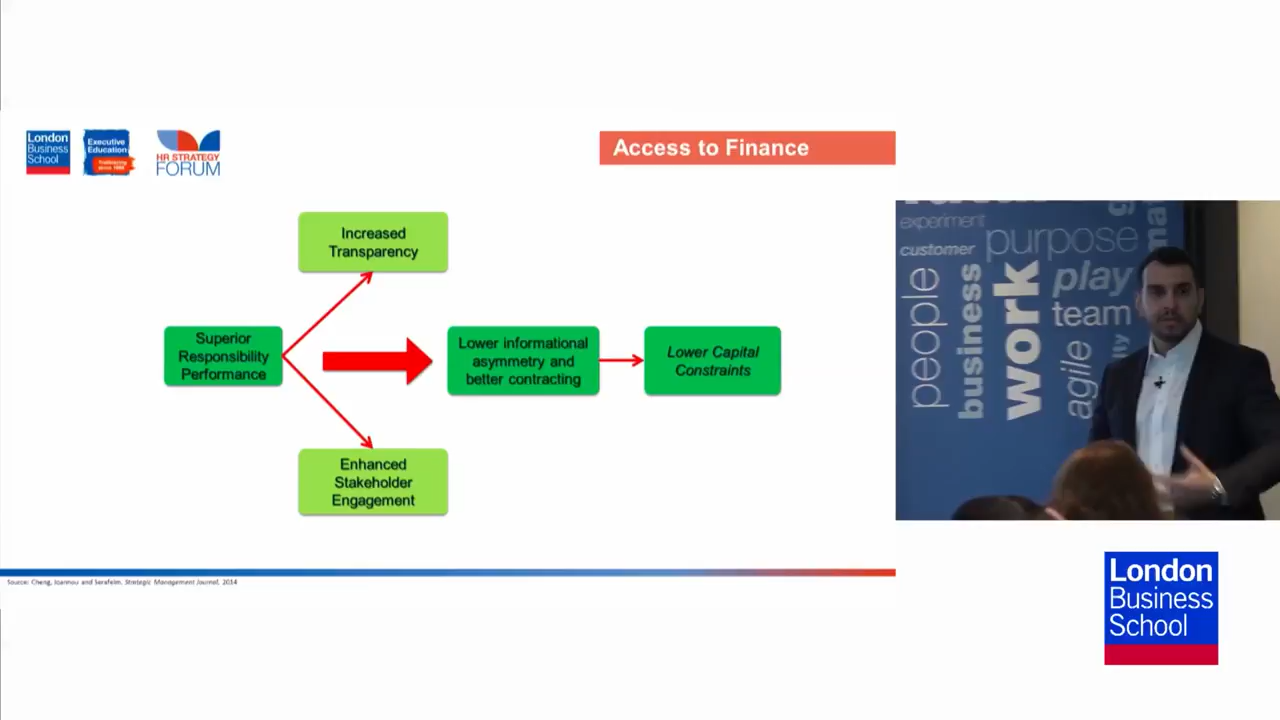 London
Business
School
Executive
Education
HR STRATEGY
FORUM
Access to Finance
Increased
Transparency
Superior
Responsibility
Performance
Lower informational
asymmetry and
better contracting
Lower Capital
Constraints
Enhanced
Stakeholder
Engagement
Source: Cheng, Ioannou and Serafeim. Strategic Management Journal, 2014
experiment
customer
purpose
people
business
work
play
team
agile
London
Business
School